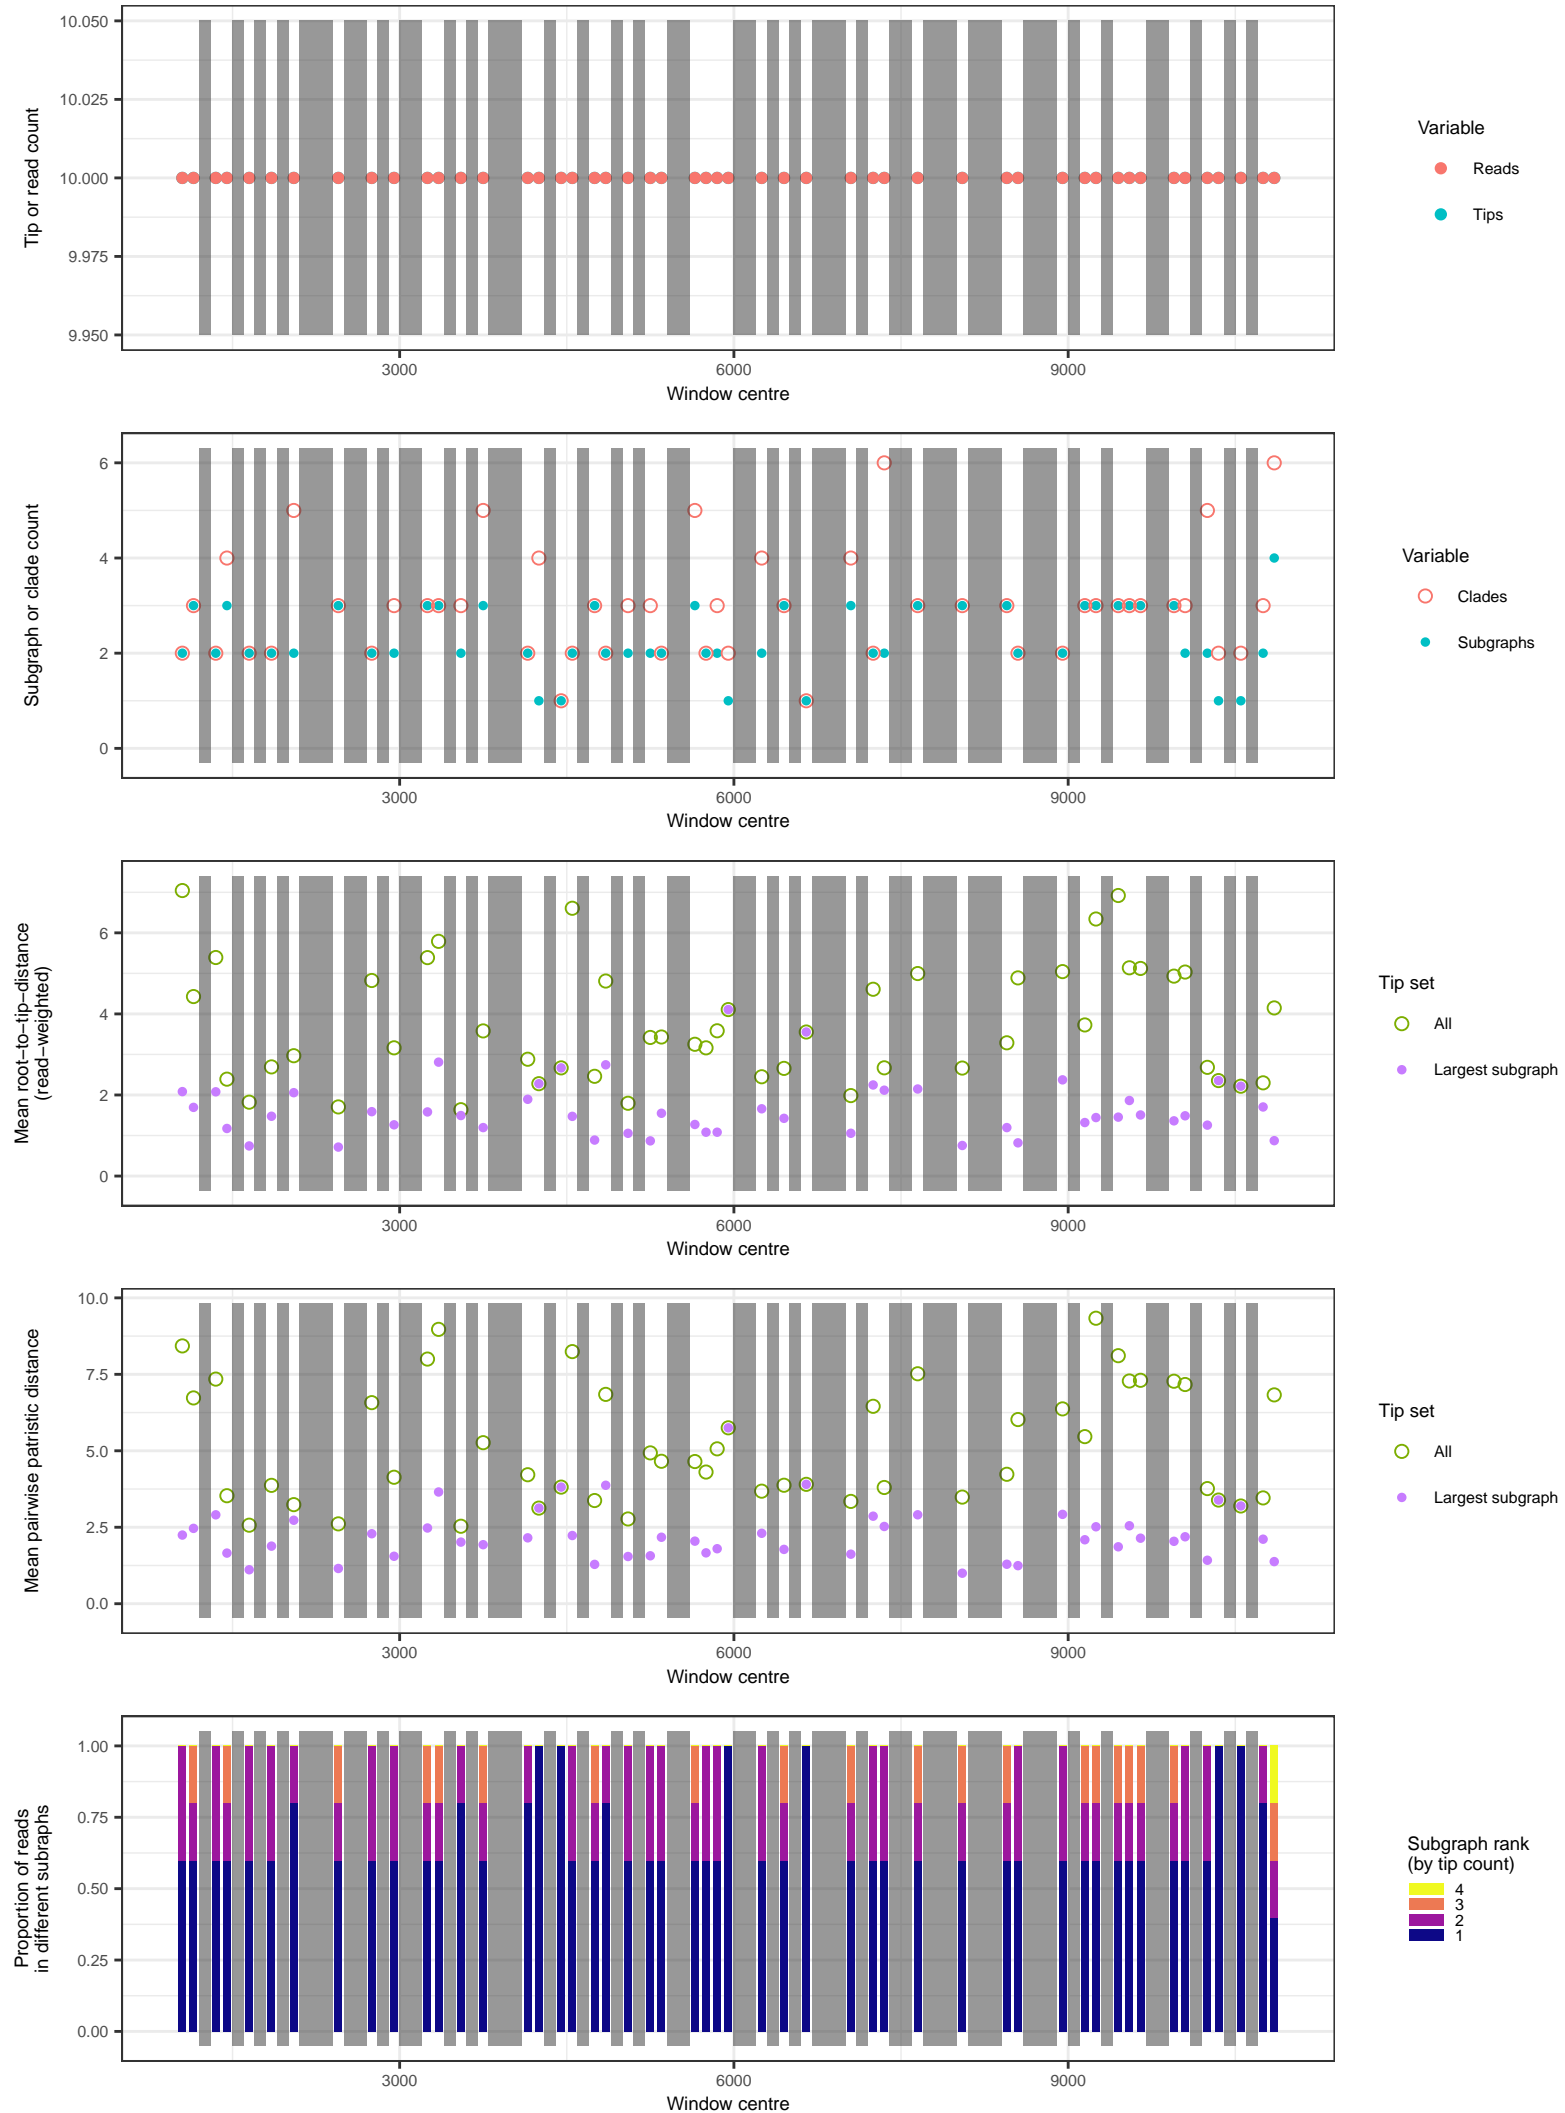 10.050
10.025
10.000
9.975
9.950
Tip or read count
3000
6000
9000
Window centre
Variable
Reads
Tips
6
4
2
0
Subgraph or clade count
3000
6000
9000
Window centre
Variable
Clades
Subgraphs
6
4
2
0
Mean root−to−tip−distance
(read−weighted)
3000
6000
9000
Window centre
Tip set
All
Largest subgraph
10.0
7.5
5.0
2.5
0.0
Mean pairwise patristic distance
3000
6000
9000
Window centre
Tip set
All
Largest subgraph
1.00
0.75
0.50
0.25
0.00
Proportion of reads
in different subraphs
3000
6000
9000
Window centre
Subgraph rank
(by tip count)
4
3
2
1